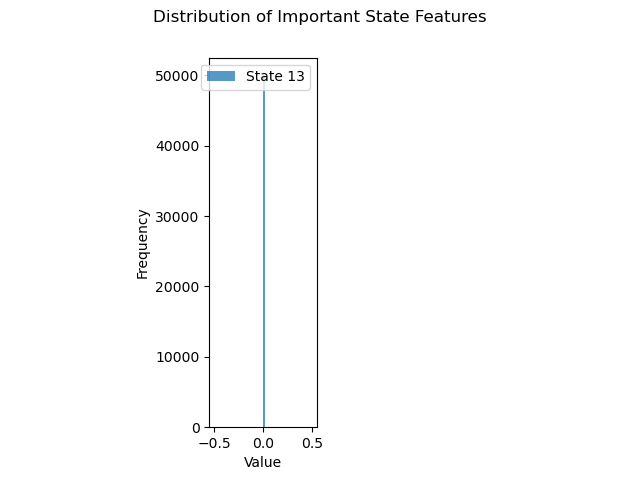 Distribution of Important State Features
State 13
50000
40000
30000
20000
10000
0
Frequency
−0.5 0.0 0.5
Value